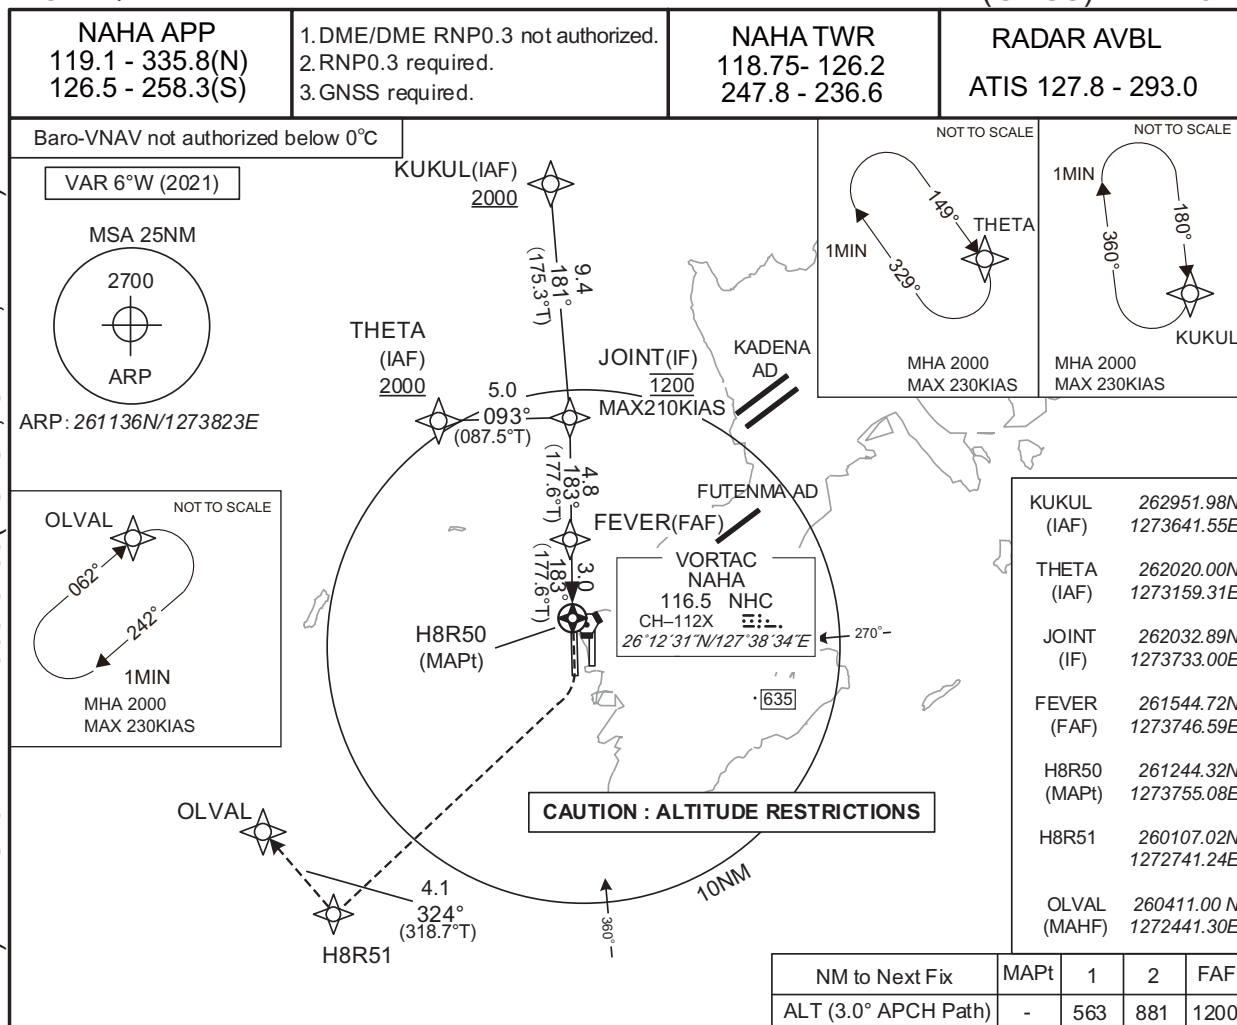 NAHA APP
119.1 - 335.8(N)
126.5 - 258.3(S)
1.DME/DME RNP0.3 not authorized.
2.RNP0.3 required.
3.GNSS required.
NAHA TWR
118.75- 126.2
247.8 - 236.6
RADAR AVBL
ATIS 127.8 - 293.0
Baro-VNAV not authorized below 0°C
VAR 6°W (2021)
MSA 25NM
2700
ARP
ARP: 261136N/1273823E
KUKUL(IAF)
2000
9.4
181°
(175.3°T)
THETA
(IAF)
2000
5.0
093°
(087.5°T)
JOINT(IF)
1200
MAX210KIAS
KADENA
AD
4.8
183°
(177.6°T)
FUTENMA AD
FEVER(FAF)
3.0
183°
(177.6°T)
VORTAC
NAHA
116.5 NHC
CH–112X
26°12′31″N/127°38′34″E
270°
H8R50
(MAPt)
635
NOT TO SCALE
149°
THETA
1MIN
329°
MHA 2000
MAX 230KIAS
NOT TO SCALE
1MIN
180°
360°
KUKUL
MHA 2000
MAX 230KIAS
NOT TO SCALE
OLVAL
062°
242°
1MIN
MHA 2000
MAX 230KIAS
OLVAL
4.1
324°
(318.7°T)
H8R51
CAUTION : ALTITUDE RESTRICTIONS
10NM
360°
KUKUL 262951.98N
(IAF) 1273641.55E
THETA 262020.00N
(IAF) 1273159.31E
JOINT 262032.89N
(IF) 1273733.00E
FEVER 261544.72N
(FAF) 1273746.59E
H8R50 261244.32N
(MAPt) 1273755.08E
H8R51 260107.02N
1272741.24E
OLVAL 260411.00 N
(MAHF) 1272441.30E
NM to Next Fix MAPt 1 2 FAF
ALT (3.0° APCH Path) - 563 881 1200